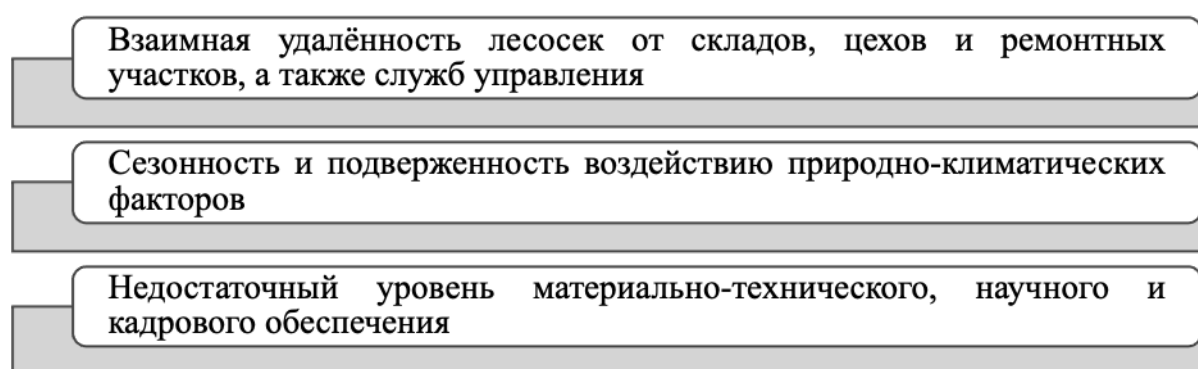 Взаимная удалённость лесосек от складов, цехов и ремонтных
участков, а также служб управления
Сезонность и подверженность воздействию природно-климатических
факторов
Недостаточный уровень материально-технического, научного и
кадрового обеспечения